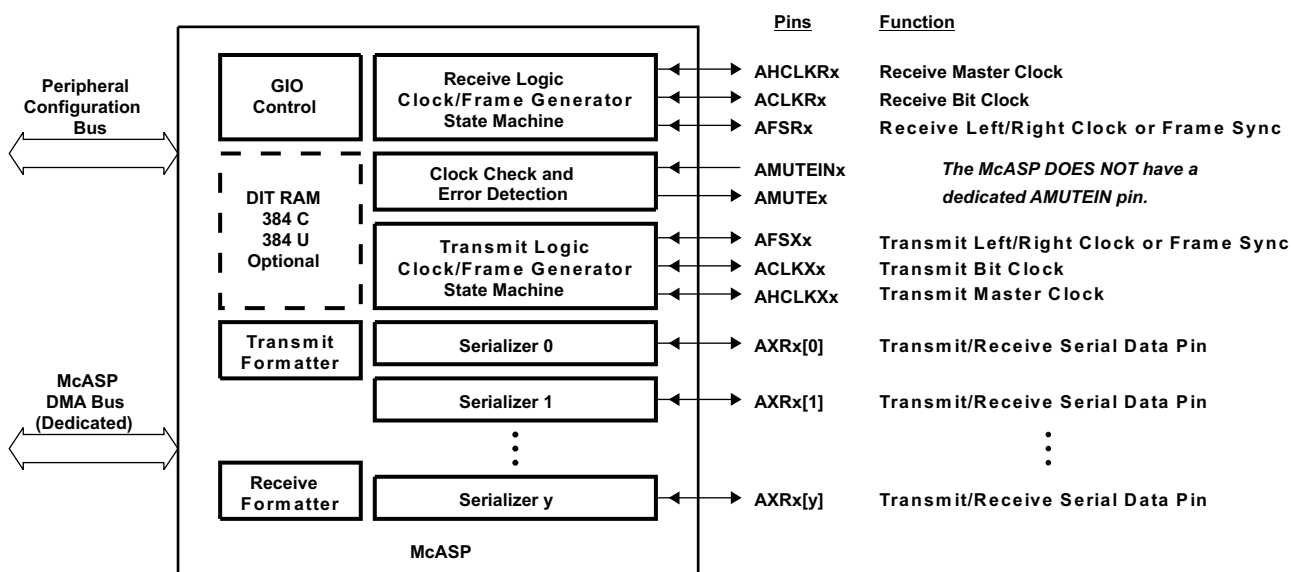 Pins Function
Peripheral
Configuration
Bus
GIO
Control
Receive Logic
Clock/Frame Generator
State Machine
AHCLKRx Receive Master Clock
ACLKRx Receive Bit Clock
AFSRx Receive Left/Right Clock or Frame Sync
DIT RAM
384 C
384 U
Optional
Clock Check and
Error Detection
AMUTEINx
AMUTEx
The McASP DOES NOT have a
dedicated AMUTEIN pin.
Transmit Logic
Clock/Frame Generator
State Machine
AFSXx Transmit Left/Right Clock or Frame Sync
ACLKXx Transmit Bit Clock
AHCLKXx Transmit Master Clock
Transmit
Formatter
Serializer 0
AXRx[0] Transmit/Receive Serial Data Pin
McASP
DMA Bus
(Dedicated)
Serializer 1
AXRx[1] Transmit/Receive Serial Data Pin
Receive
Formatter
Serializer y
AXRx[y] Transmit/Receive Serial Data Pin
McASP